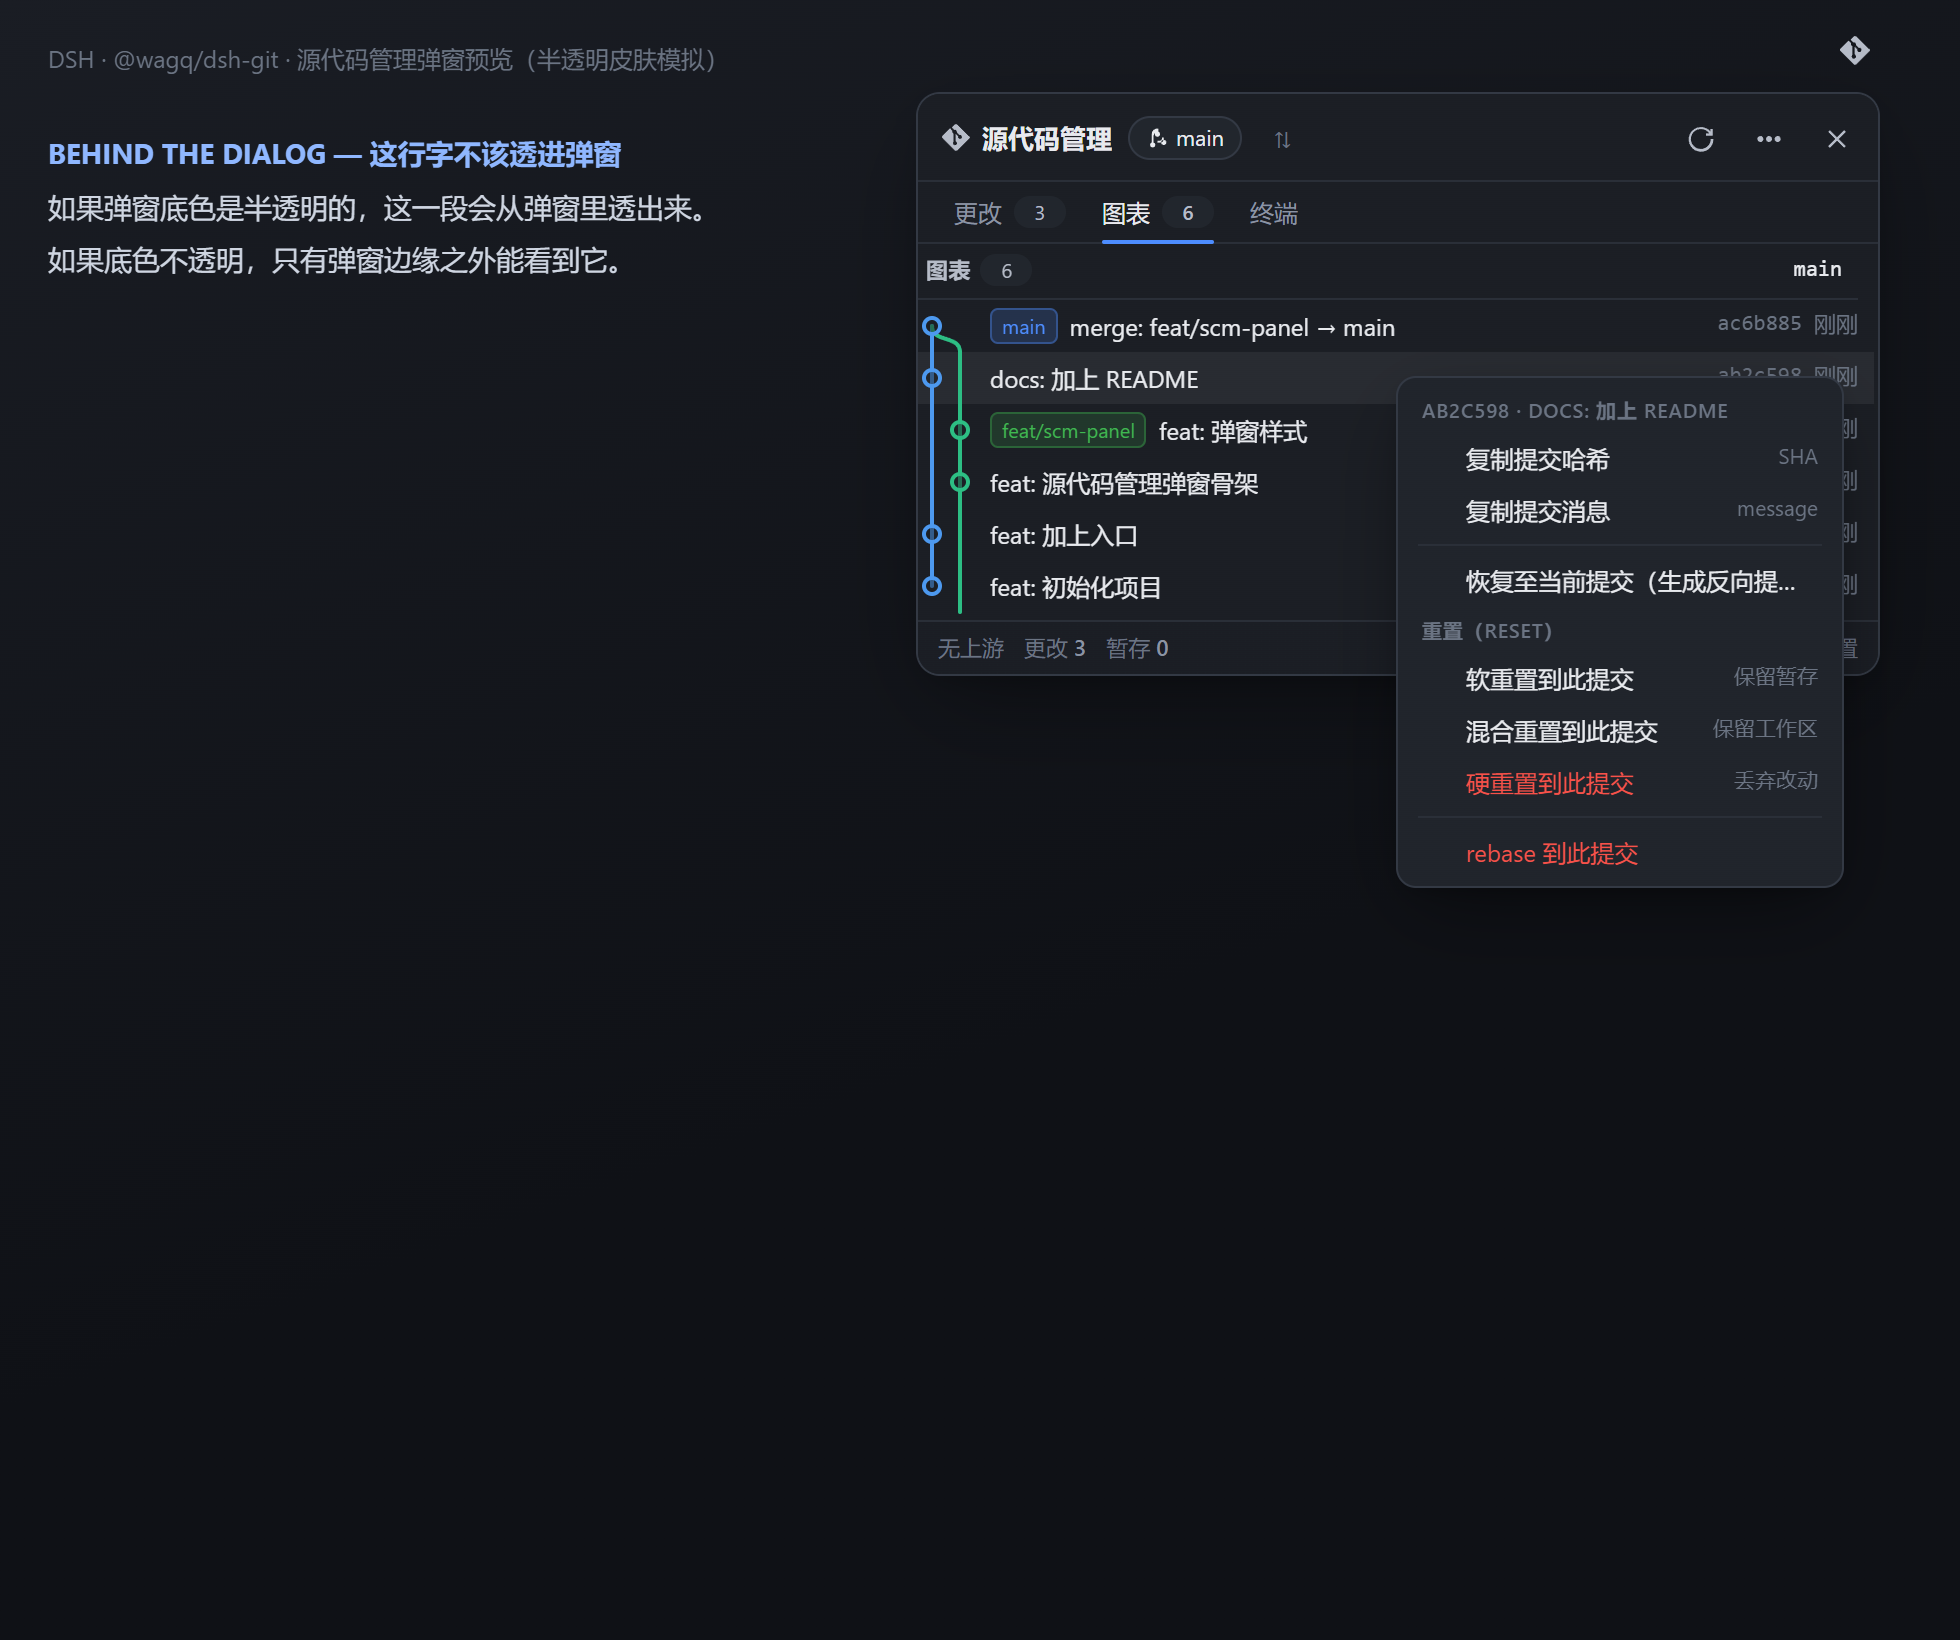 DSH · @wagq/dsh-git · 源代码管理弹窗预览（半透明皮肤模拟）
BEHIND THE DIALOG — 这行字不该透进弹窗
如果弹窗底色是半透明的，这一段会从弹窗里透出来。
如果底色不透明，只有弹窗边缘之外能看到它。
源代码管理 main
更改 3 图表 6 终端
图表 6 main
main merge: feat/scm-panel → main ac6b885 刚刚
docs: 加上 README ab2c598 刚刚
feat/scm-panel feat: 弹窗样式 刚
feat: 源代码管理弹窗骨架 刚
feat: 加上入口 刚
feat: 初始化项目 刚
无上游 更改 3 暂存 0 置
AB2C598 · DOCS: 加上 README
复制提交哈希 SHA
复制提交消息 message
恢复至当前提交（生成反向提...
重置（RESET）
软重置到此提交 保留暂存
混合重置到此提交 保留工作区
硬重置到此提交 丢弃改动
rebase 到此提交